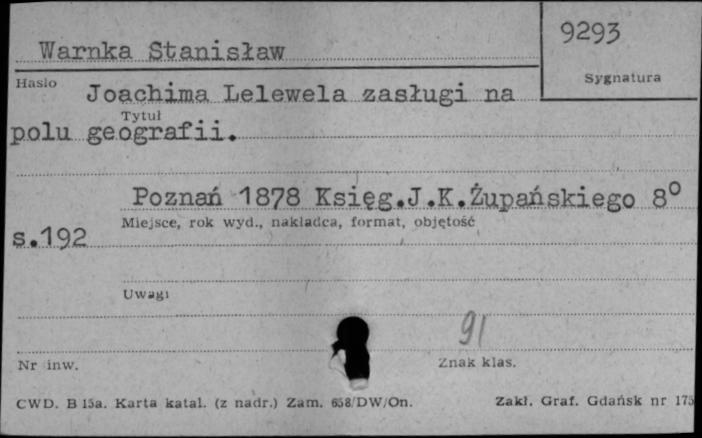 Warnka Stanisław
9293
Hasło
Sygnatura
Joachima Lelewela zasługi na
Tytuł
polu geografii.
Poznań 1878 Księg.J.K.Żupańskiego 8°
Miejsce, rok wyd., nakładca, format, objętość
s.192
Uwagi
91
Nr inw.
Znak klas.
CWD. B 15a. Karta katal. (z nadr.) Zam. 658/DW/On.
Zakł. Graf. Gdańsk nr 175